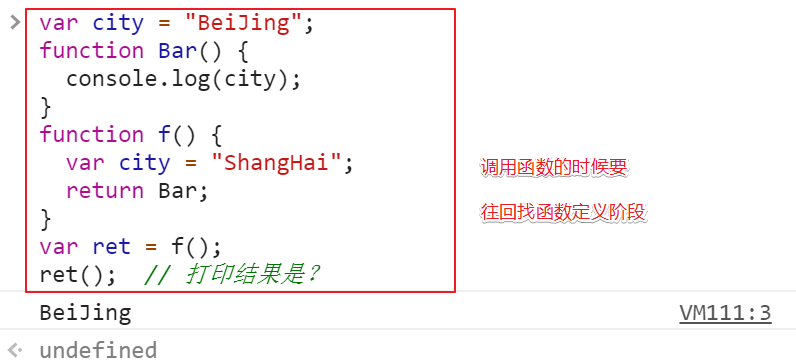 var city = "BeiJing";
function Bar() {
  console.log(city);
}
function f() {
  var city = "ShangHai";
  return Bar;
}
var ret = f();
ret();  // 打印结果是?
调用函数的时候要
往回找函数定义阶段
BeiJing VM111:3
undefined